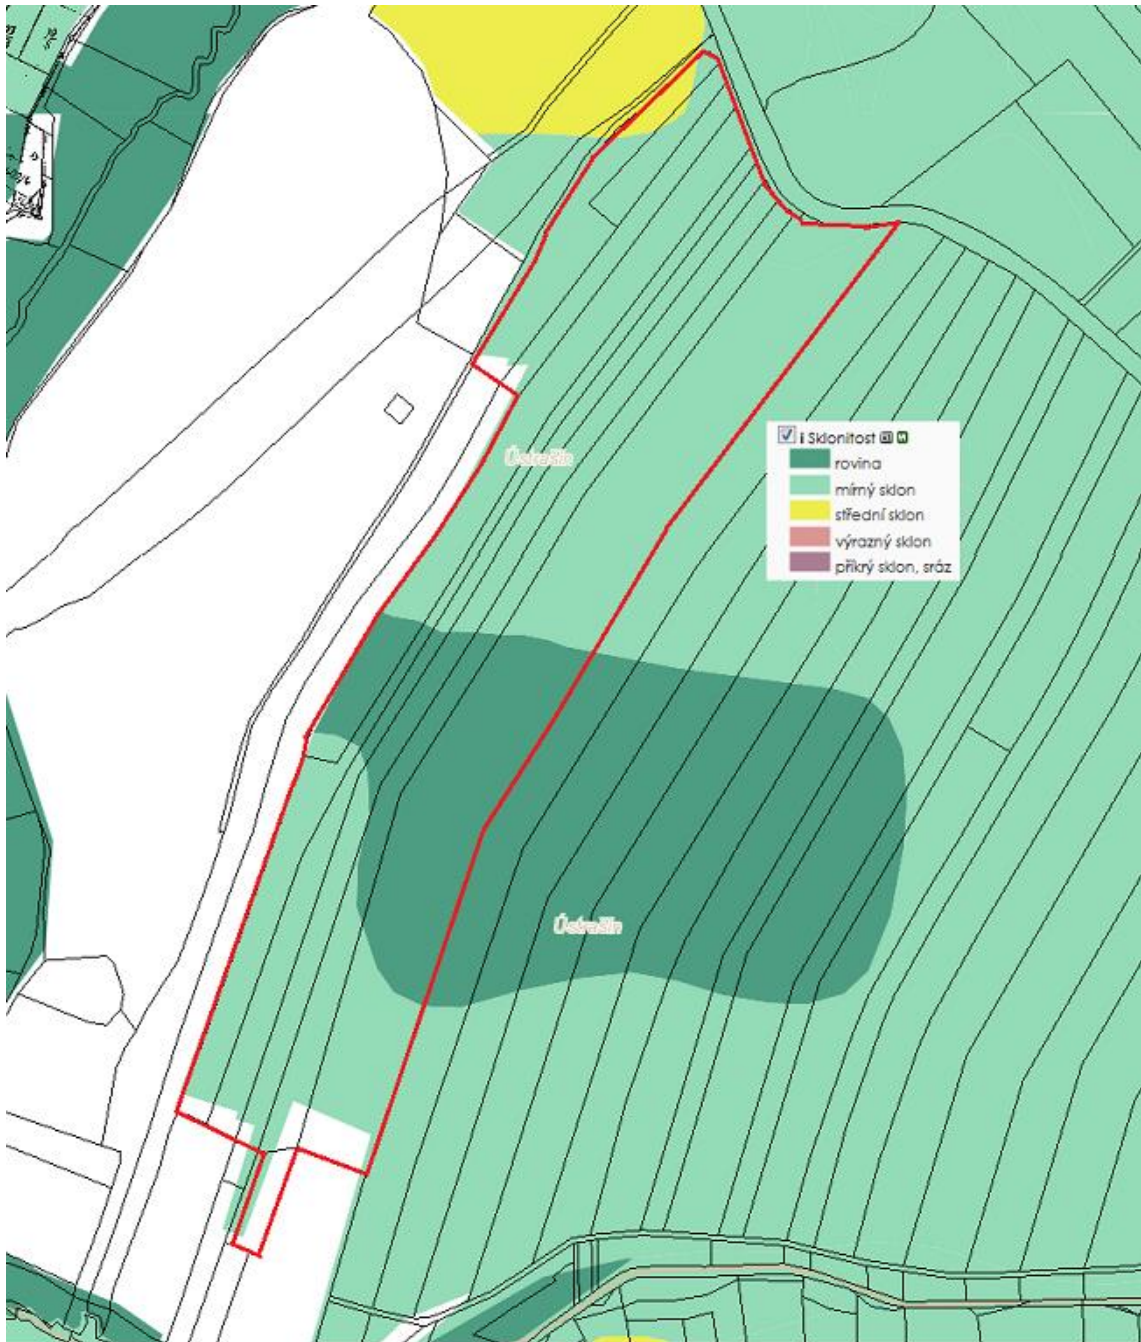 Ústrašín
i Sklonitost
rovina
mírný sklon
střední sklon
výrazný sklon
příkrý sklon, sráz
Ústrašín